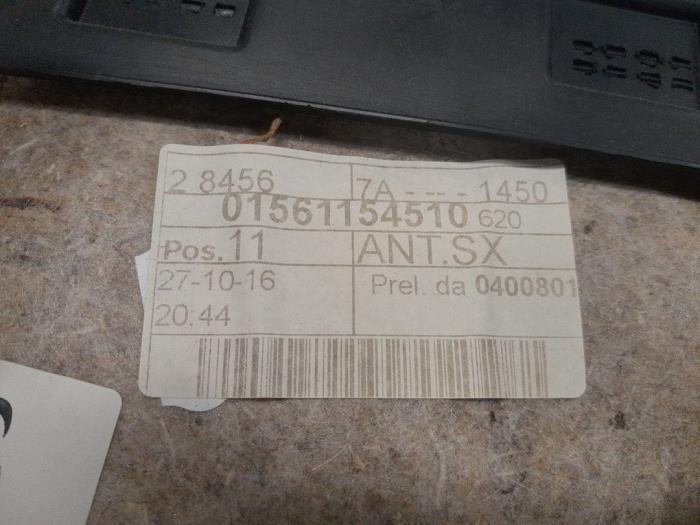 2 8456 7A - -- - 1450
01561154510 620
Pos. 11 ANT.SX
27-10-16 Prel. da 0400801
20:44